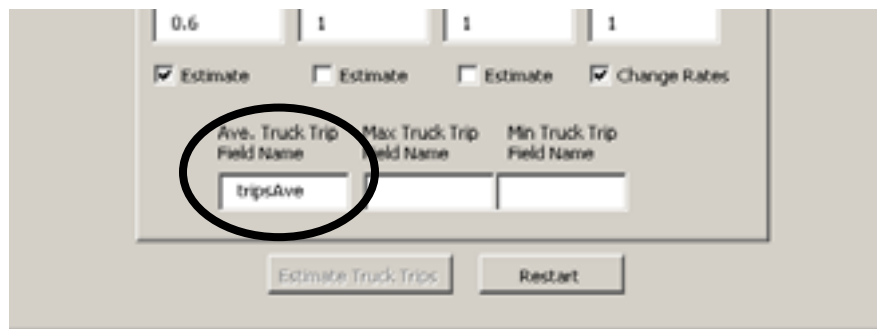 0.6 1 1 1
Estimate Estimate Estimate Change Rates
Ave. Truck Trip Max Truck Trip Min Truck Trip
Field Name Field Name Field Name
tripsAve
Estimate Truck Trips Restart